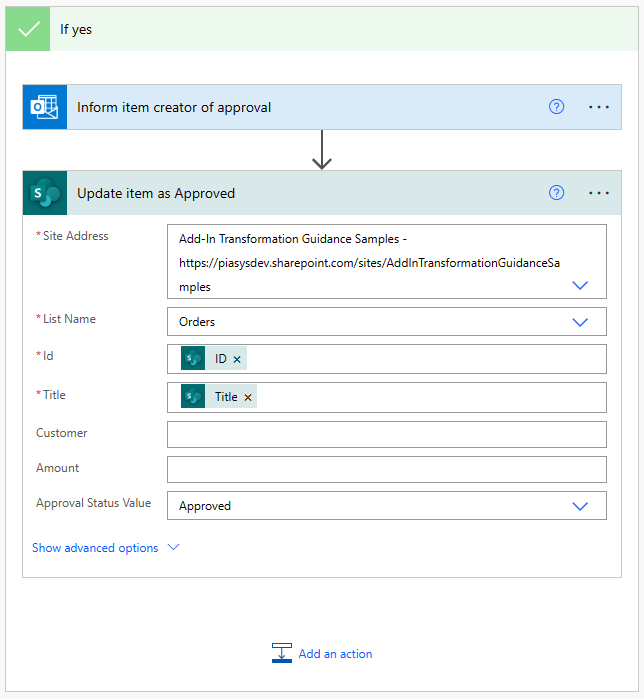 If yes
Inform item creator of approval
Update item as Approved
* Site Address
Add-In Transformation Guidance Samples -
https://piasysdev.sharepoint.com/sites/AddInTransformationGuidanceSa
mples
* List Name
Orders
* Id
ID
* Title
Title
Customer
Amount
Approval Status Value
Approved
Show advanced options
Add an action